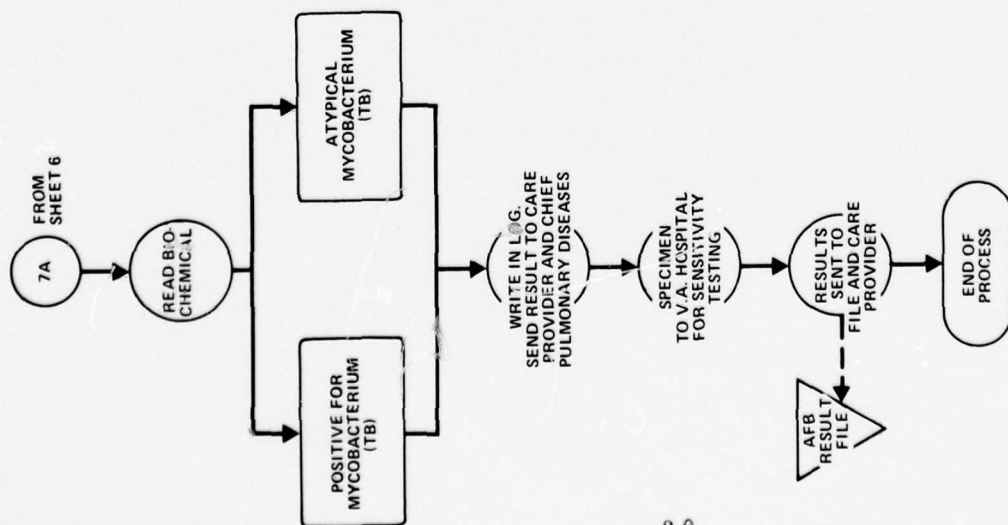 7A
FROM
SHEET 6
READ BIO-
CHEMICAL
POSITIVE FOR
MYCOBACTERIUM
(TB)
ATYPICAL
MYCOBACTERIUM
(TB)
WRITE IN LOG.
SEND RESULT TO CARE
PROVIDER AND CHIEF
PULMONARY DISEASES
SPECIMEN
TO V.A. HOSPITAL
FOR SENSITIVITY
TESTING
RESULTS
SENT TO
FILE AND CARE
PROVIDER
AFB
RESULT
FILE
END OF
PROCESS